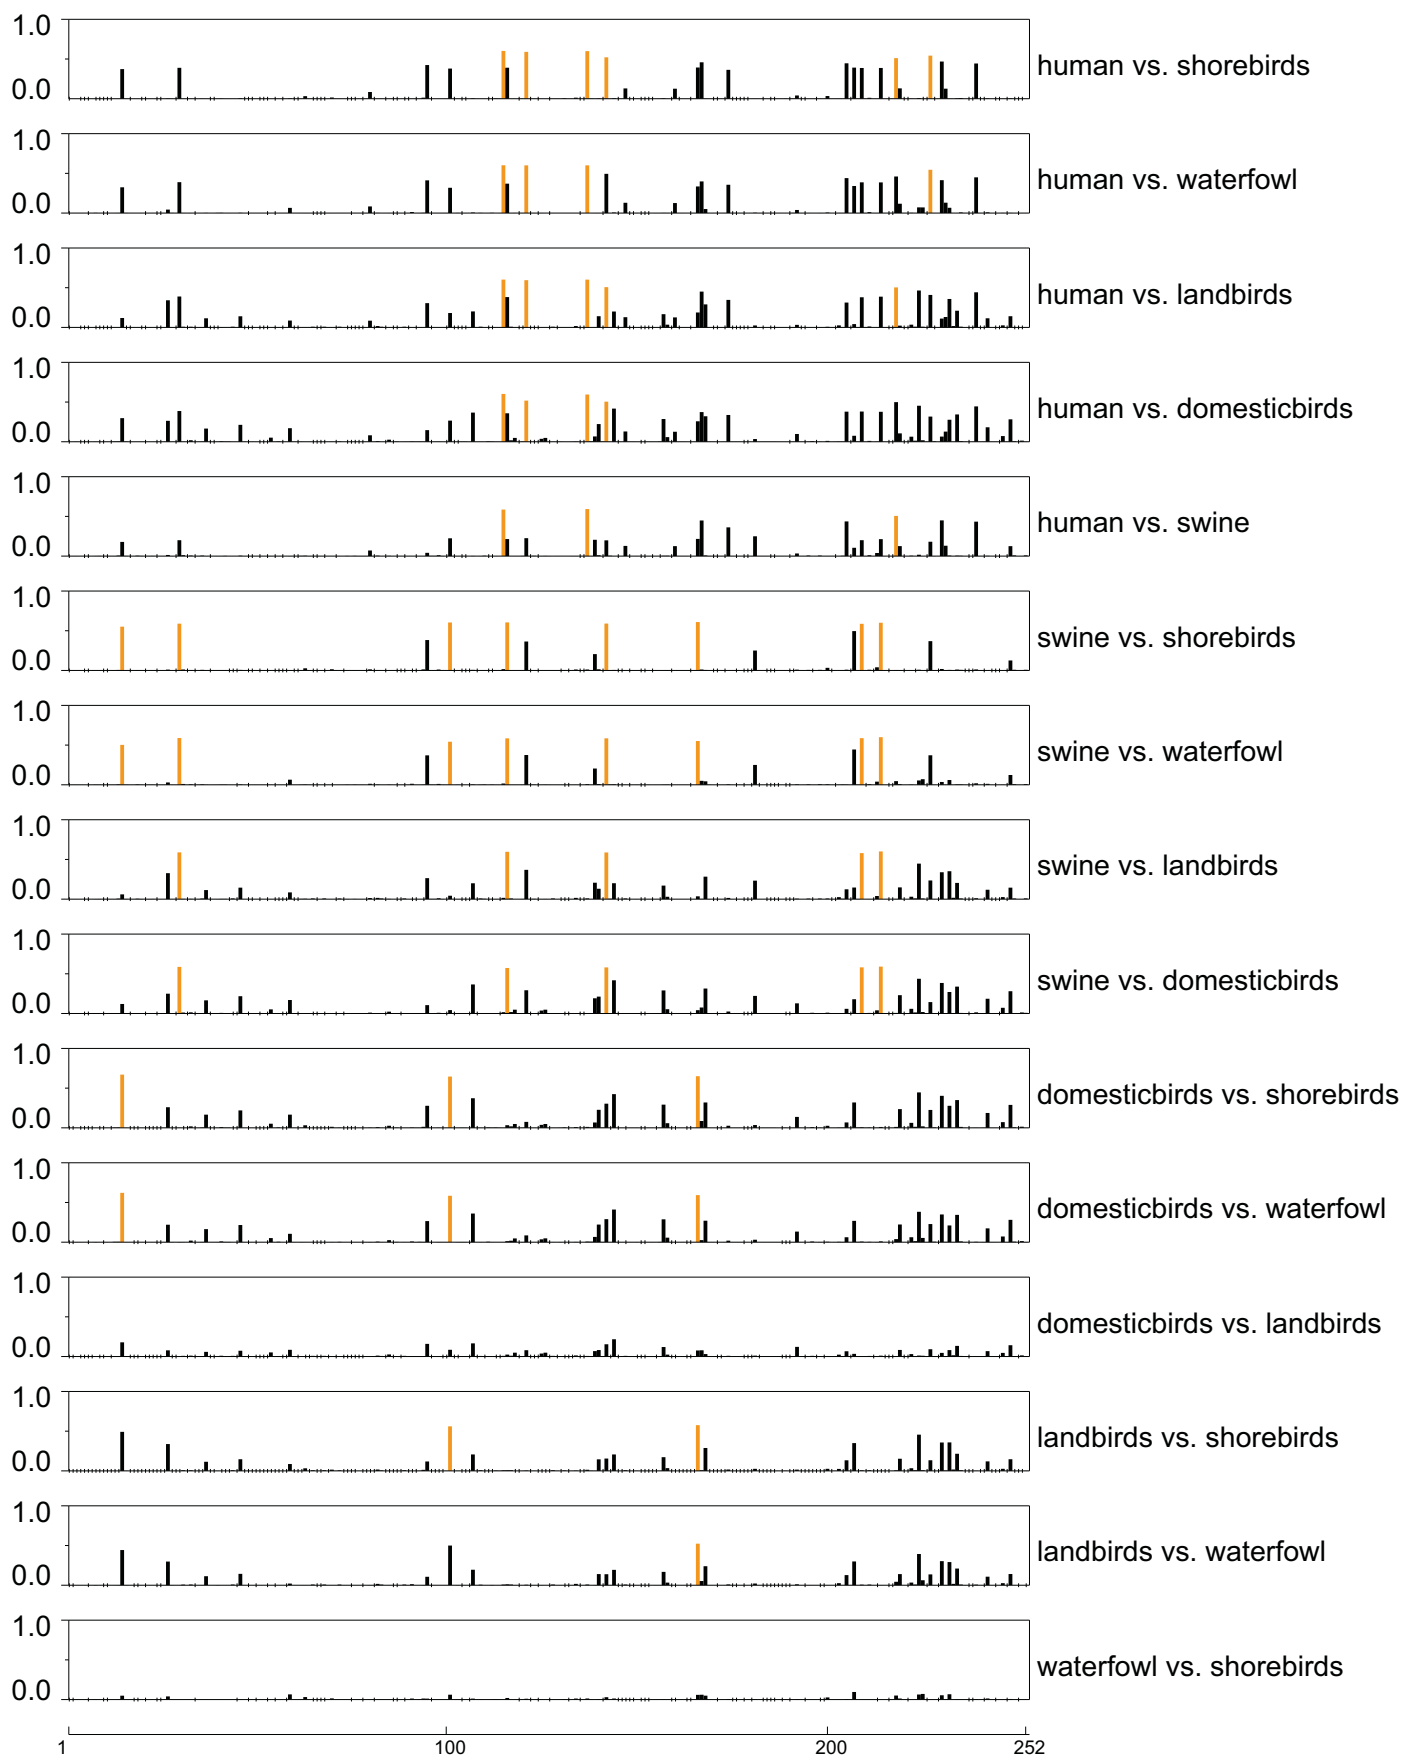 1.0
human vs. shorebirds
0.0
1.0
human vs. waterfowl
0.0
1.0
human vs. landbirds
0.0
1.0
human vs. domesticbirds
0.0
1.0
human vs. swine
0.0
1.0
swine vs. shorebirds
0.0
1.0
swine vs. waterfowl
0.0
1.0
swine vs. landbirds
0.0
1.0
swine vs. domesticbirds
0.0
1.0
domesticbirds vs. shorebirds
0.0
1.0
domesticbirds vs. waterfowl
0.0
1.0
domesticbirds vs. landbirds
0.0
1.0
landbirds vs. shorebirds
0.0
1.0
landbirds vs. waterfowl
0.0
1.0
waterfowl vs. shorebirds
0.0
1 100 200 252